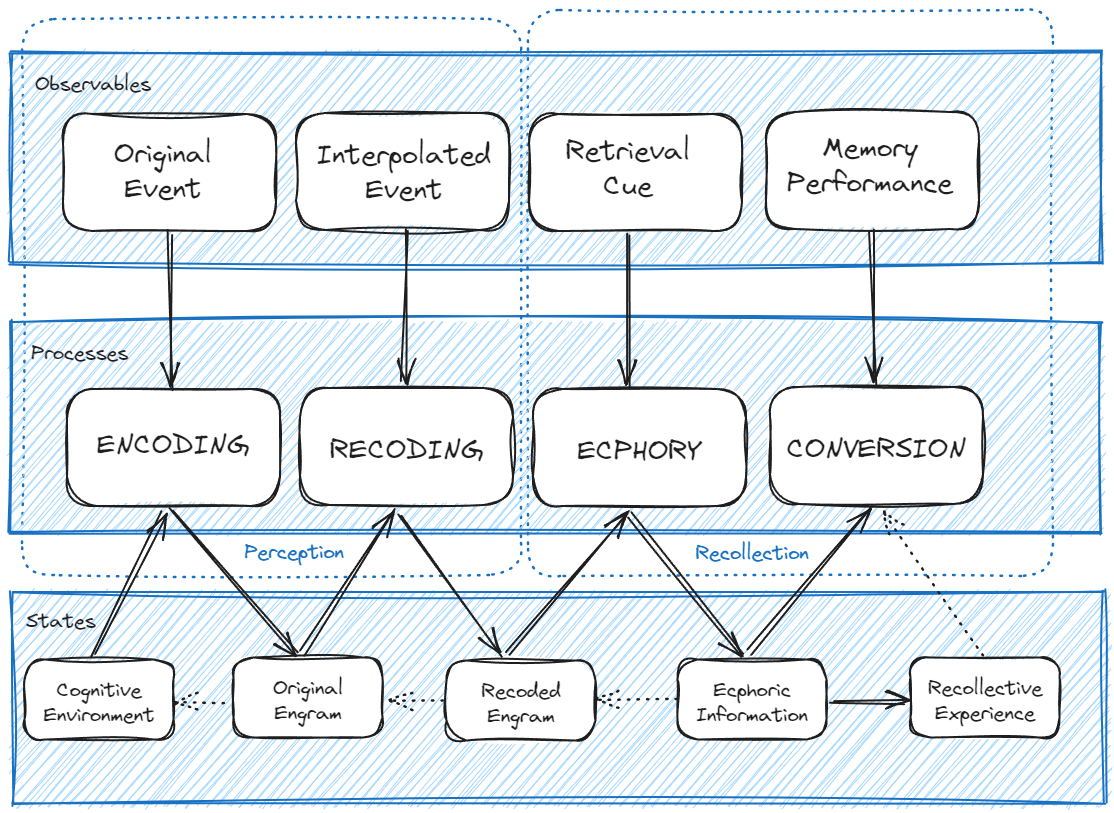 Observables
Original
Event
Interpolated
Event
Retrieval
Cue
Memory
Performance
Processes
ENCODING
RECODING
ECPHORY
CONVERSION
Perception
Recollection
States
Cognitive
Environment
Original
Engram
Recoded
Engram
Ecphoric
Information
Recollective
Experience